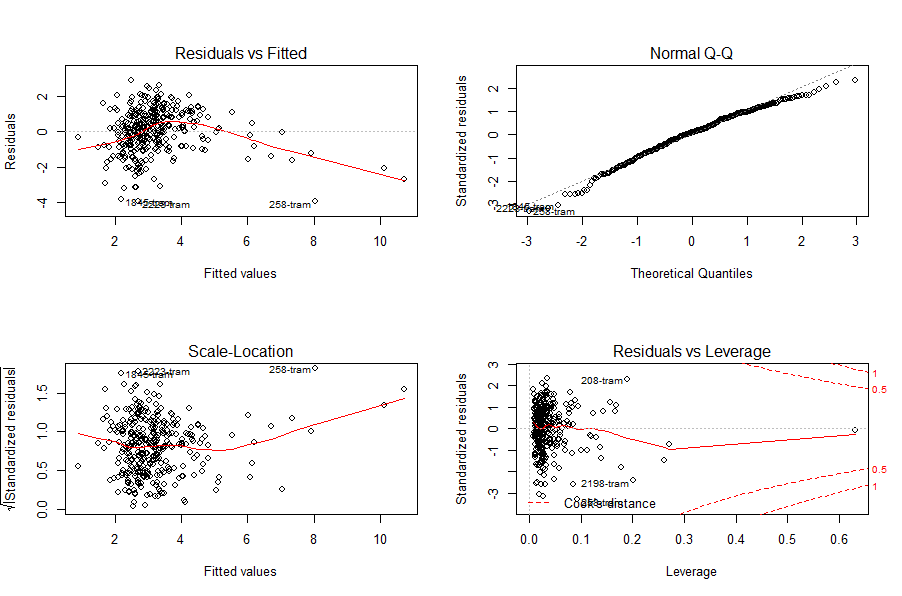 Residuals vs Fitted
Residuals
2
0
-2
-4
1845-tram
2223-tram
258-tram
2 4 6 8 10
Fitted values
Normal Q-Q
Standardized residuals
2
1
0
-1
-2
-3
258-tram
-3 -2 -1 0 1 2 3
Theoretical Quantiles
Scale-Location
√|Standardized residuals|
1.5
1.0
0.5
0.0
2223-tram
1845-tram
258-tram
2 4 6 8 10
Fitted values
Residuals vs Leverage
Standardized residuals
3
2
1
0
-1
-3
208-tram
2198-tram
Cook's distance
1
0.5
0.5
1
0.0 0.1 0.2 0.3 0.4 0.5 0.6
Leverage